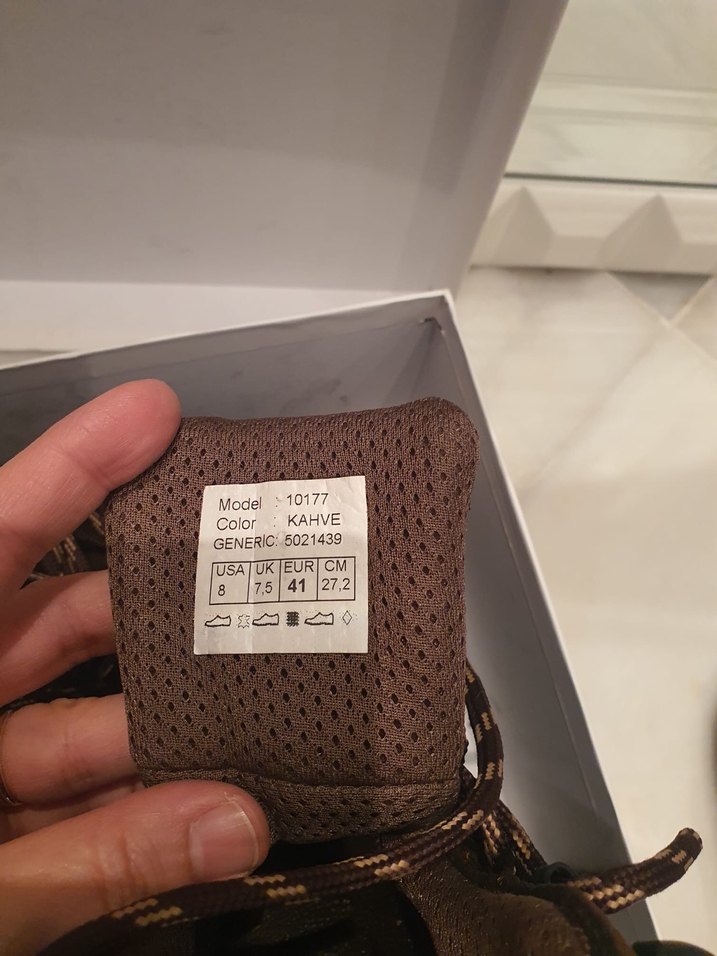 Model : 10177
Color : KAHVE
GENERIC: 5021439
USA UK EUR CM
8 7,5 41 27,2